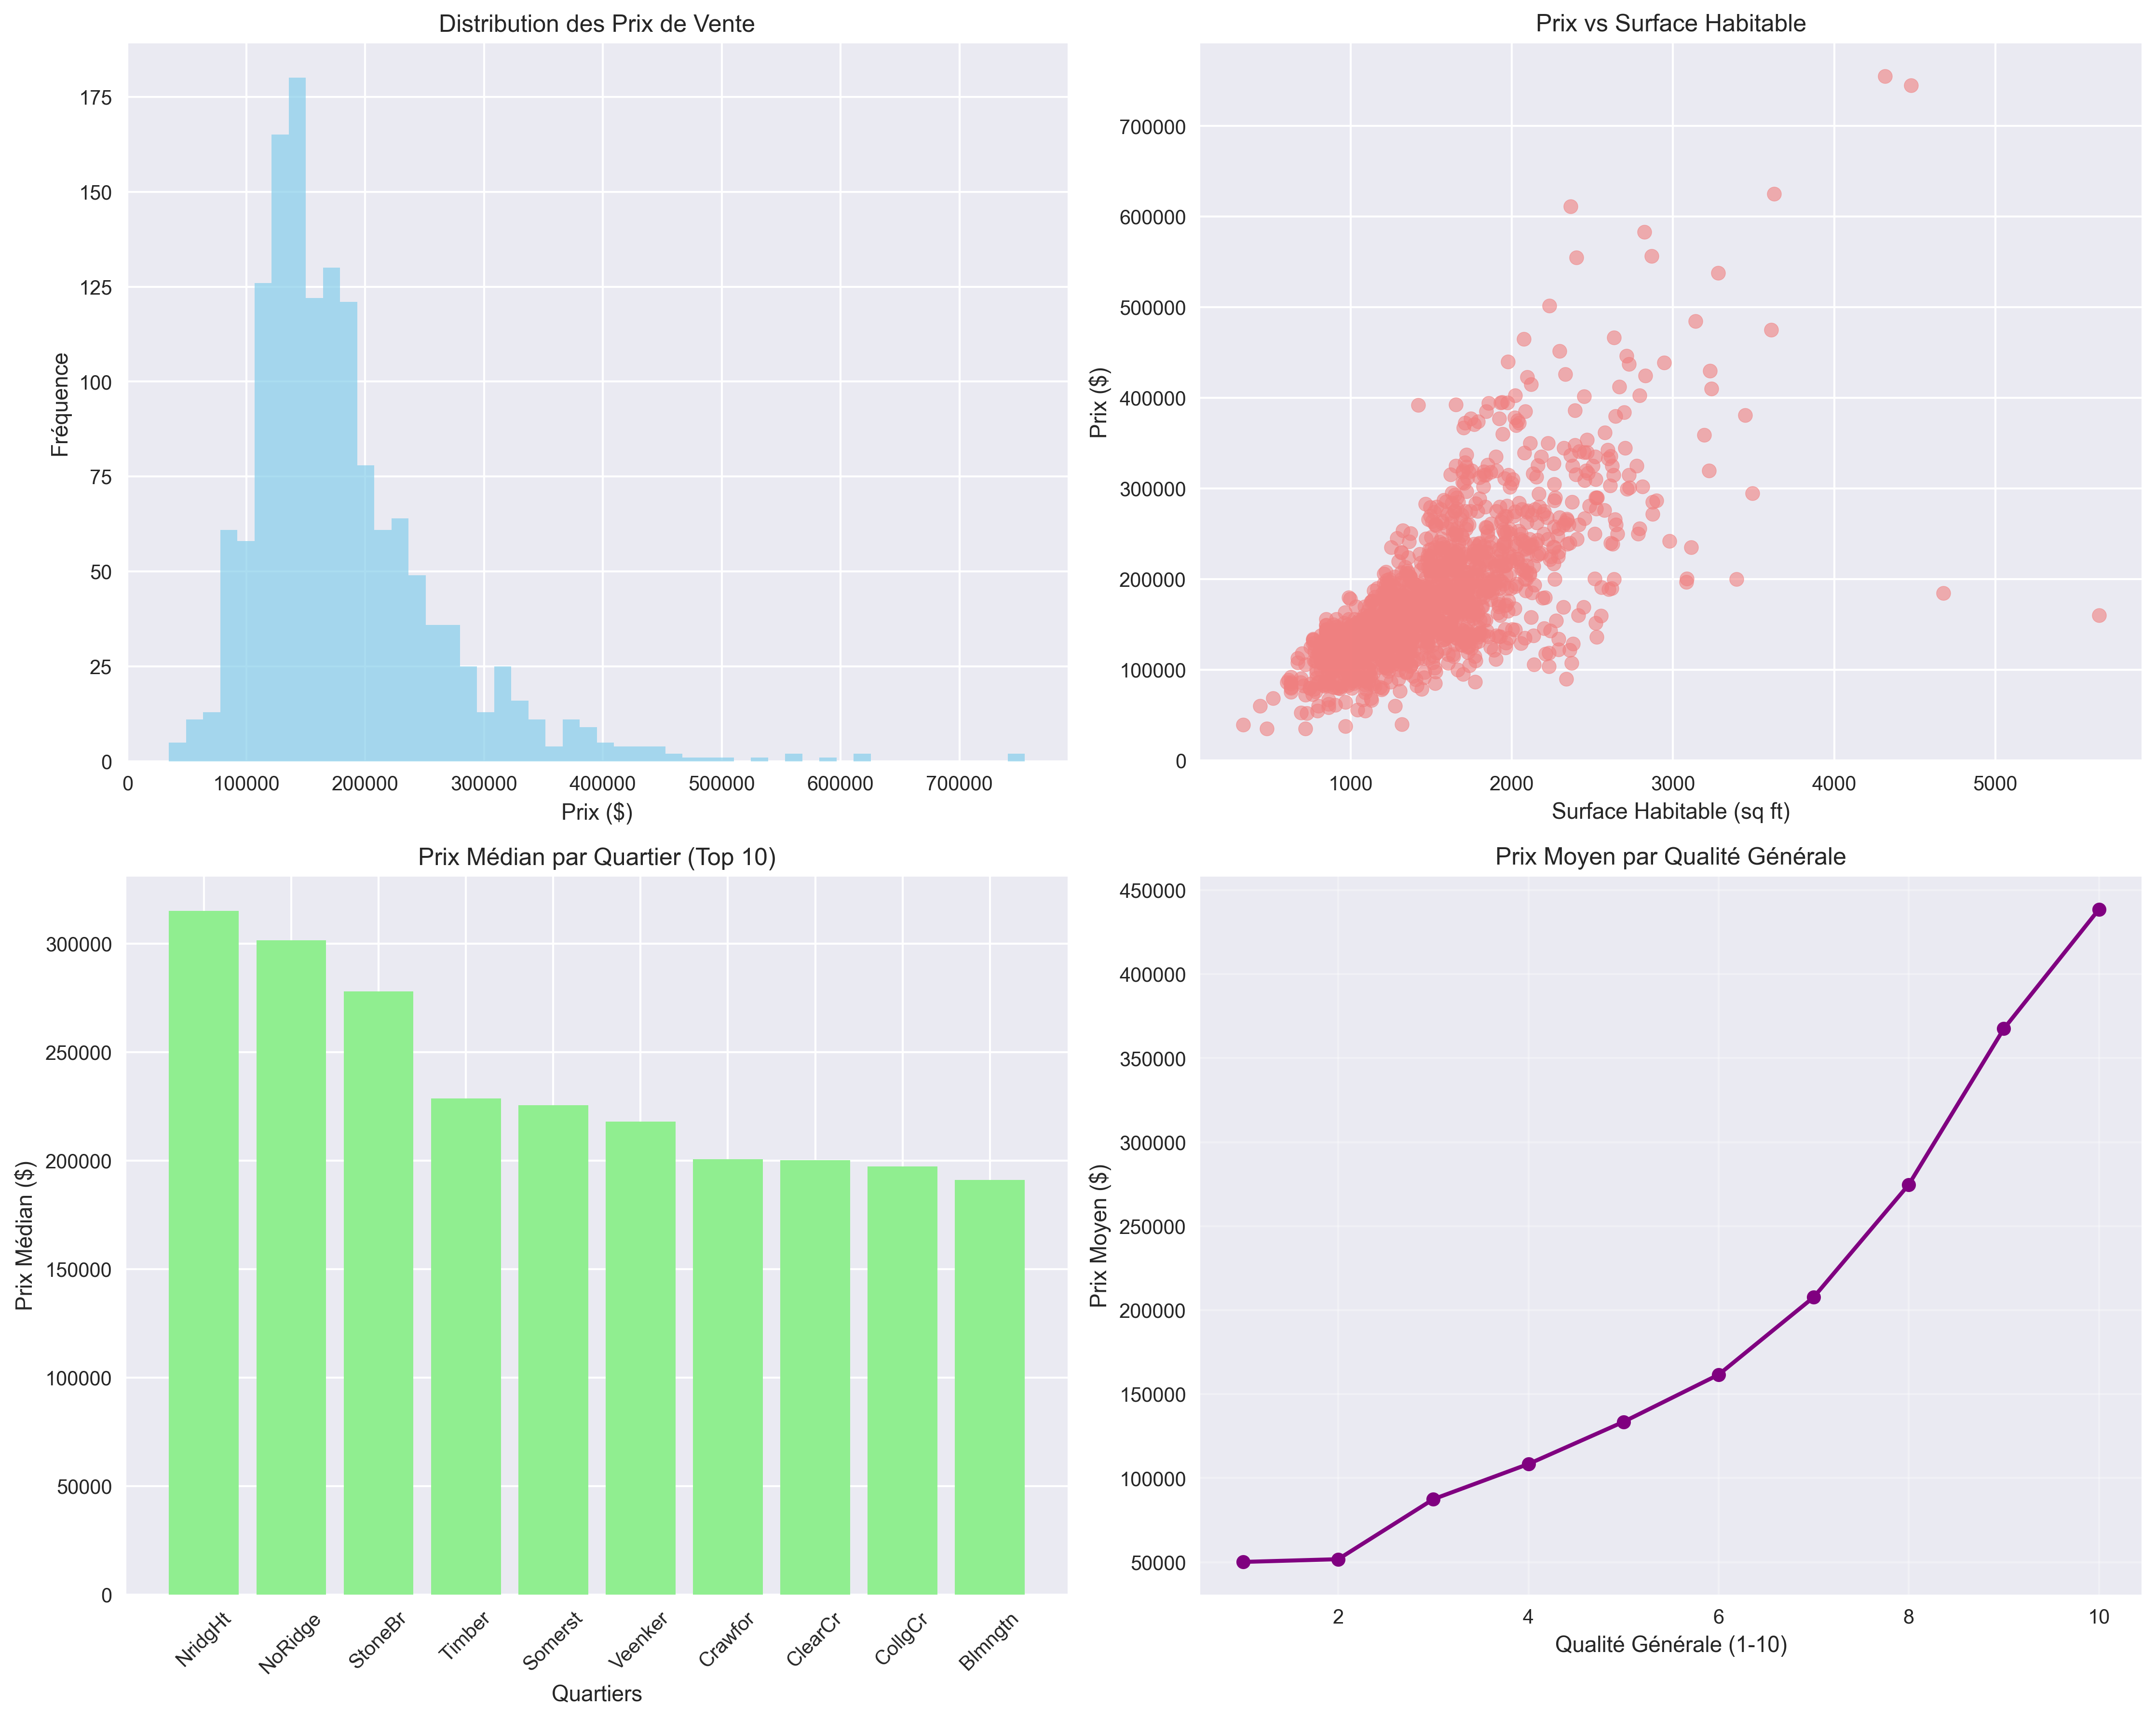 Distribution des Prix de Vente
175
150
125
100
75
50
25
0
Fréquence
0 100000 200000 300000 400000 500000 600000 700000
Prix ($)
Prix vs Surface Habitable
700000
600000
500000
400000
300000
200000
100000
0
Prix ($)
1000 2000 3000 4000 5000
Surface Habitable (sq ft)
Prix Médian par Quartier (Top 10)
300000
250000
200000
150000
100000
50000
0
Prix Médian ($)
NridgHt NoRidge StoneBr Timber Somerst Veenker Crawfor ClearCr CollgCr Blmngtn
Quartiers
Prix Moyen par Qualité Générale
450000
400000
350000
300000
250000
200000
150000
100000
50000
Prix Moyen ($)
2 4 6 8 10
Qualité Générale (1-10)